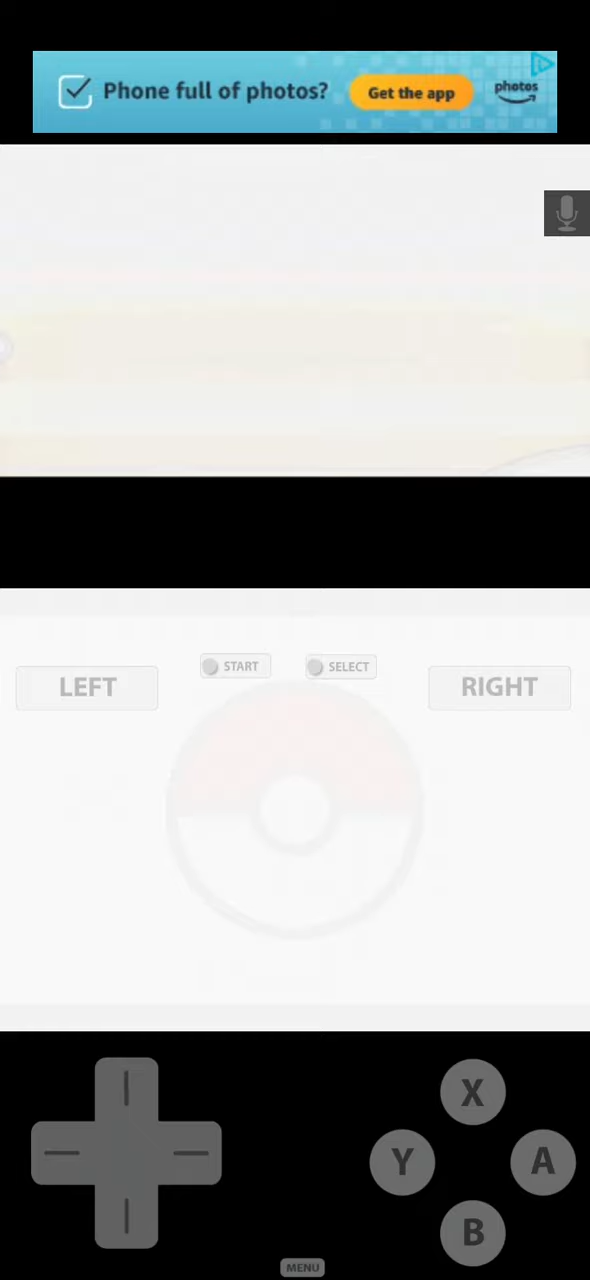 Phone full of photos?
Get the app
photos
START
SELECT
LEFT
RIGHT
X
Y
A
B
MENU